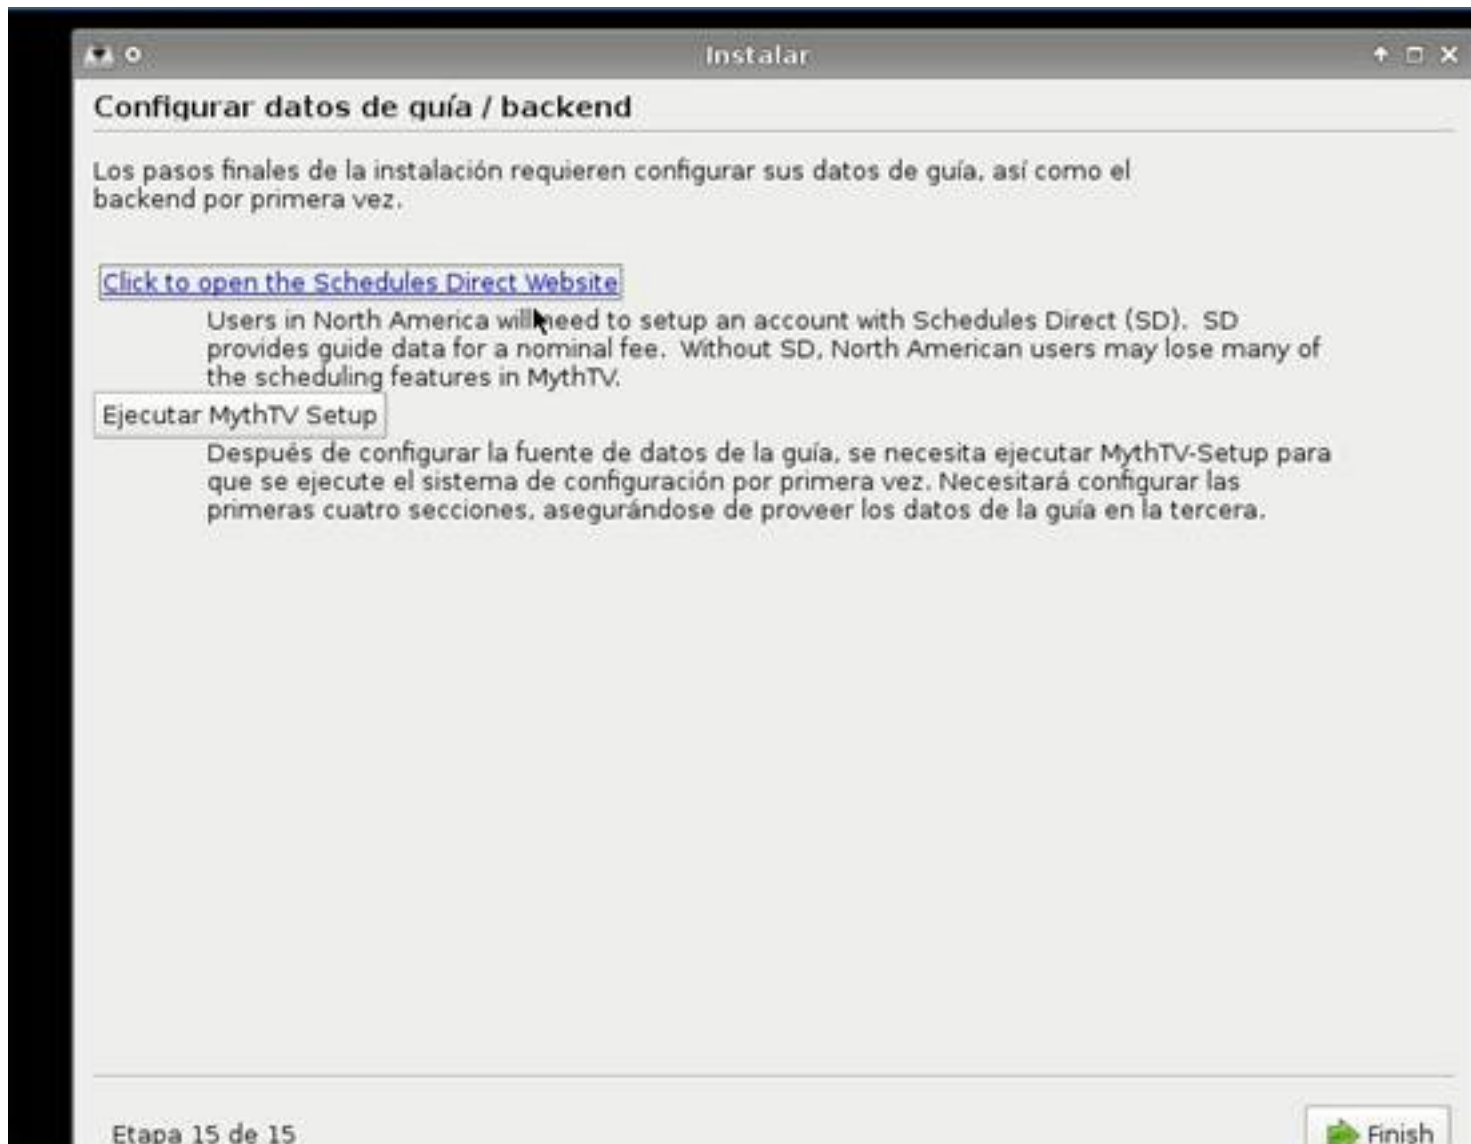 Instalar
Configurar datos de guía / backend
Los pasos finales de la instalación requieren configurar sus datos de guía, así como el
backend por primera vez.
Click to open the Schedules Direct Website
Users in North America will need to setup an account with Schedules Direct (SD).  SD
provides guide data for a nominal fee.  Without SD, North American users may lose many of
the scheduling features in MythTV.
Ejecutar MythTV Setup
Después de configurar la fuente de datos de la guía, se necesita ejecutar MythTV-Setup para
que se ejecute el sistema de configuración por primera vez. Necesitará configurar las
primeras cuatro secciones, asegurándose de proveer los datos de la guía en la tercera.
Etapa 15 de 15
Finish